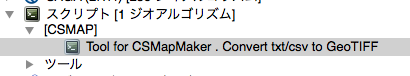 スクリプト [1 ジオアルゴリズム]
[CSMAP]
Tool for CSMapMaker . Convert txt/csv to GeoTIFF
ツール